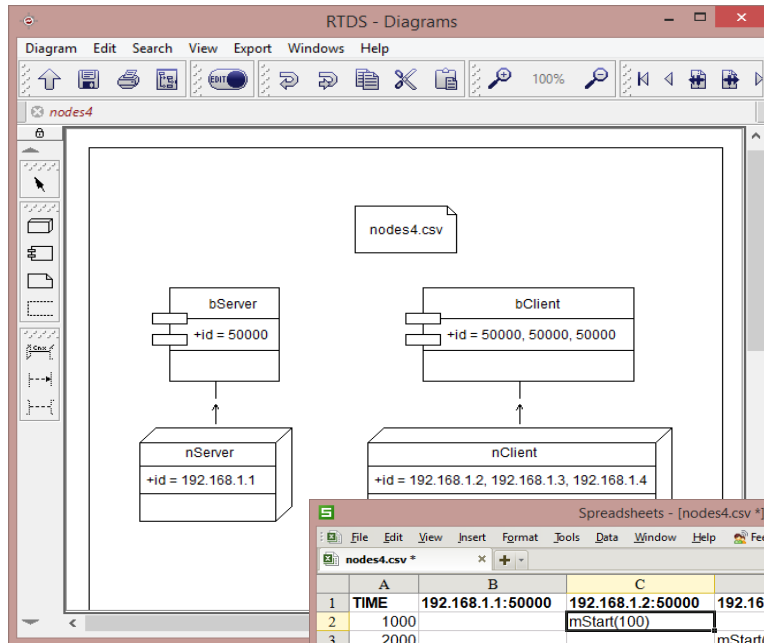 RTDS - Diagrams
Diagram Edit Search View Export Windows Help
EDIT
100%
nodes4
nodes4.csv
bServer
+id = 50000
bClient
+id = 50000, 50000, 50000
Cnx
nServer
+id = 192.168.1.1
nClient
+id = 192.168.1.2, 192.168.1.3, 192.168.1.4
Spreadsheets - [nodes4.csv *]
File Edit View Insert Format Tools Data Window Help
nodes4.csv *
A B C
1 TIME 192.168.1.1:50000 192.168.1.2:50000 192.16
2 1000 mStart(100)
3 2000